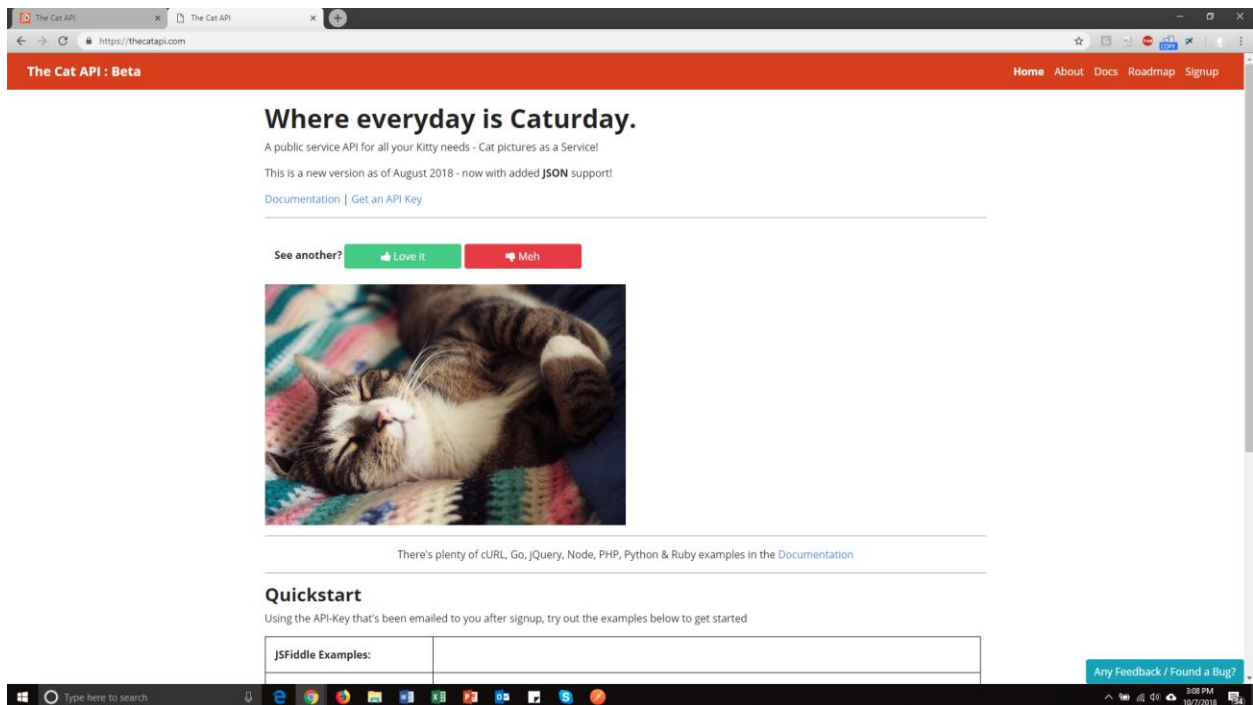 The Cat API
The Cat API
https://thecatapi.com
COPY
The Cat API : Beta
Home About Docs Roadmap Signup
Where everyday is Caturday.
A public service API for all your Kitty needs - Cat pictures as a Service!
This is a new version as of August 2018 - now with added JSON support!
Documentation | Get an API Key
See another? Love it Meh
There's plenty of cURL, Go, jQuery, Node, PHP, Python & Ruby examples in the Documentation
Quickstart
Using the API-Key that's been emailed to you after signup, try out the examples below to get started
JSFiddle Examples:
Any Feedback / Found a Bug?
Type here to search
3:08 PM
10/7/2018